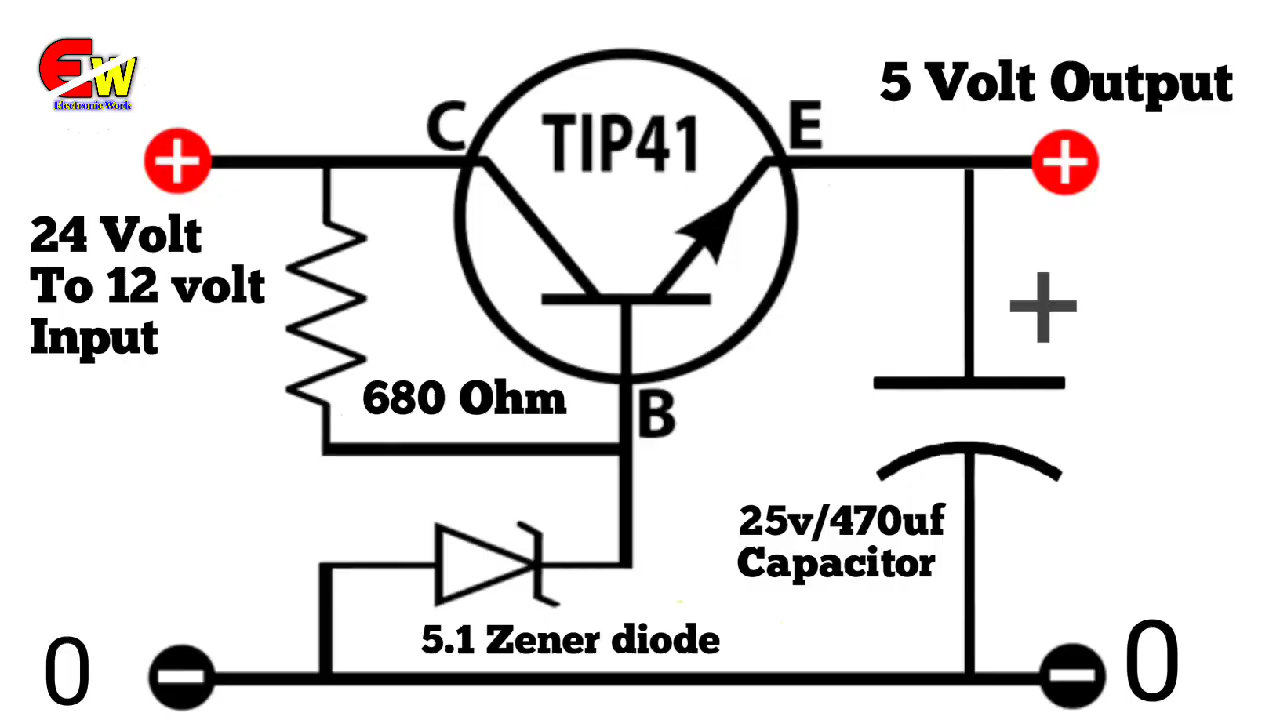 EW
Electronic Work
5 Volt Output
C
TIP41
E
24 Volt
To 12 volt
Input
+
680 Ohm
B
25v/470uf
Capacitor
5.1 Zener diode
0
0